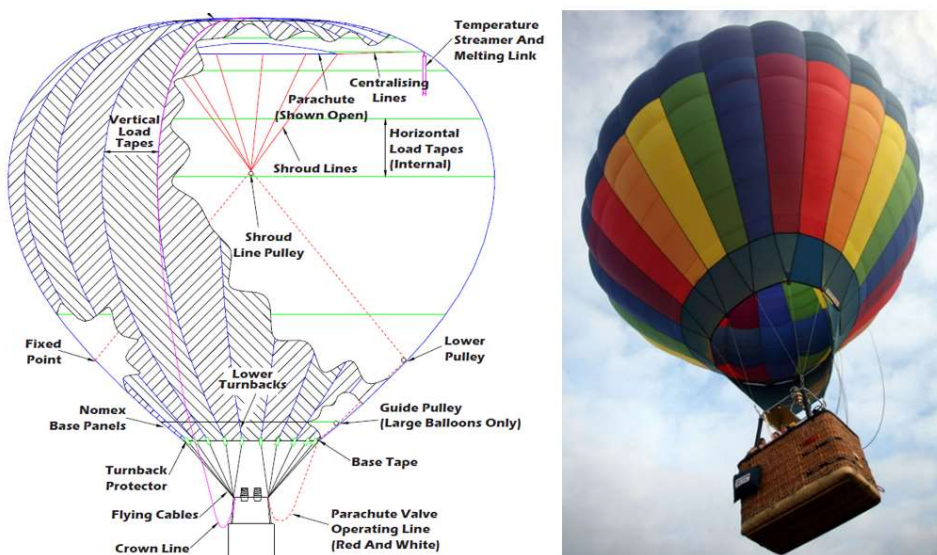 Temperature
Streamer And
Melting Link
Centralising
Lines
Parachute
(Shown Open)
Vertical
Load
Tapes
Horizontal
Load Tapes
(Internal)
Shroud Lines
Shroud
Line Pulley
Fixed
Point
Lower
Pulley
Lower
Turnbacks
Nomex
Base Panels
Guide Pulley
(Large Balloons Only)
Base Tape
Turnback
Protector
Flying Cables
Parachute Valve
Operating Line
(Red And White)
Crown Line